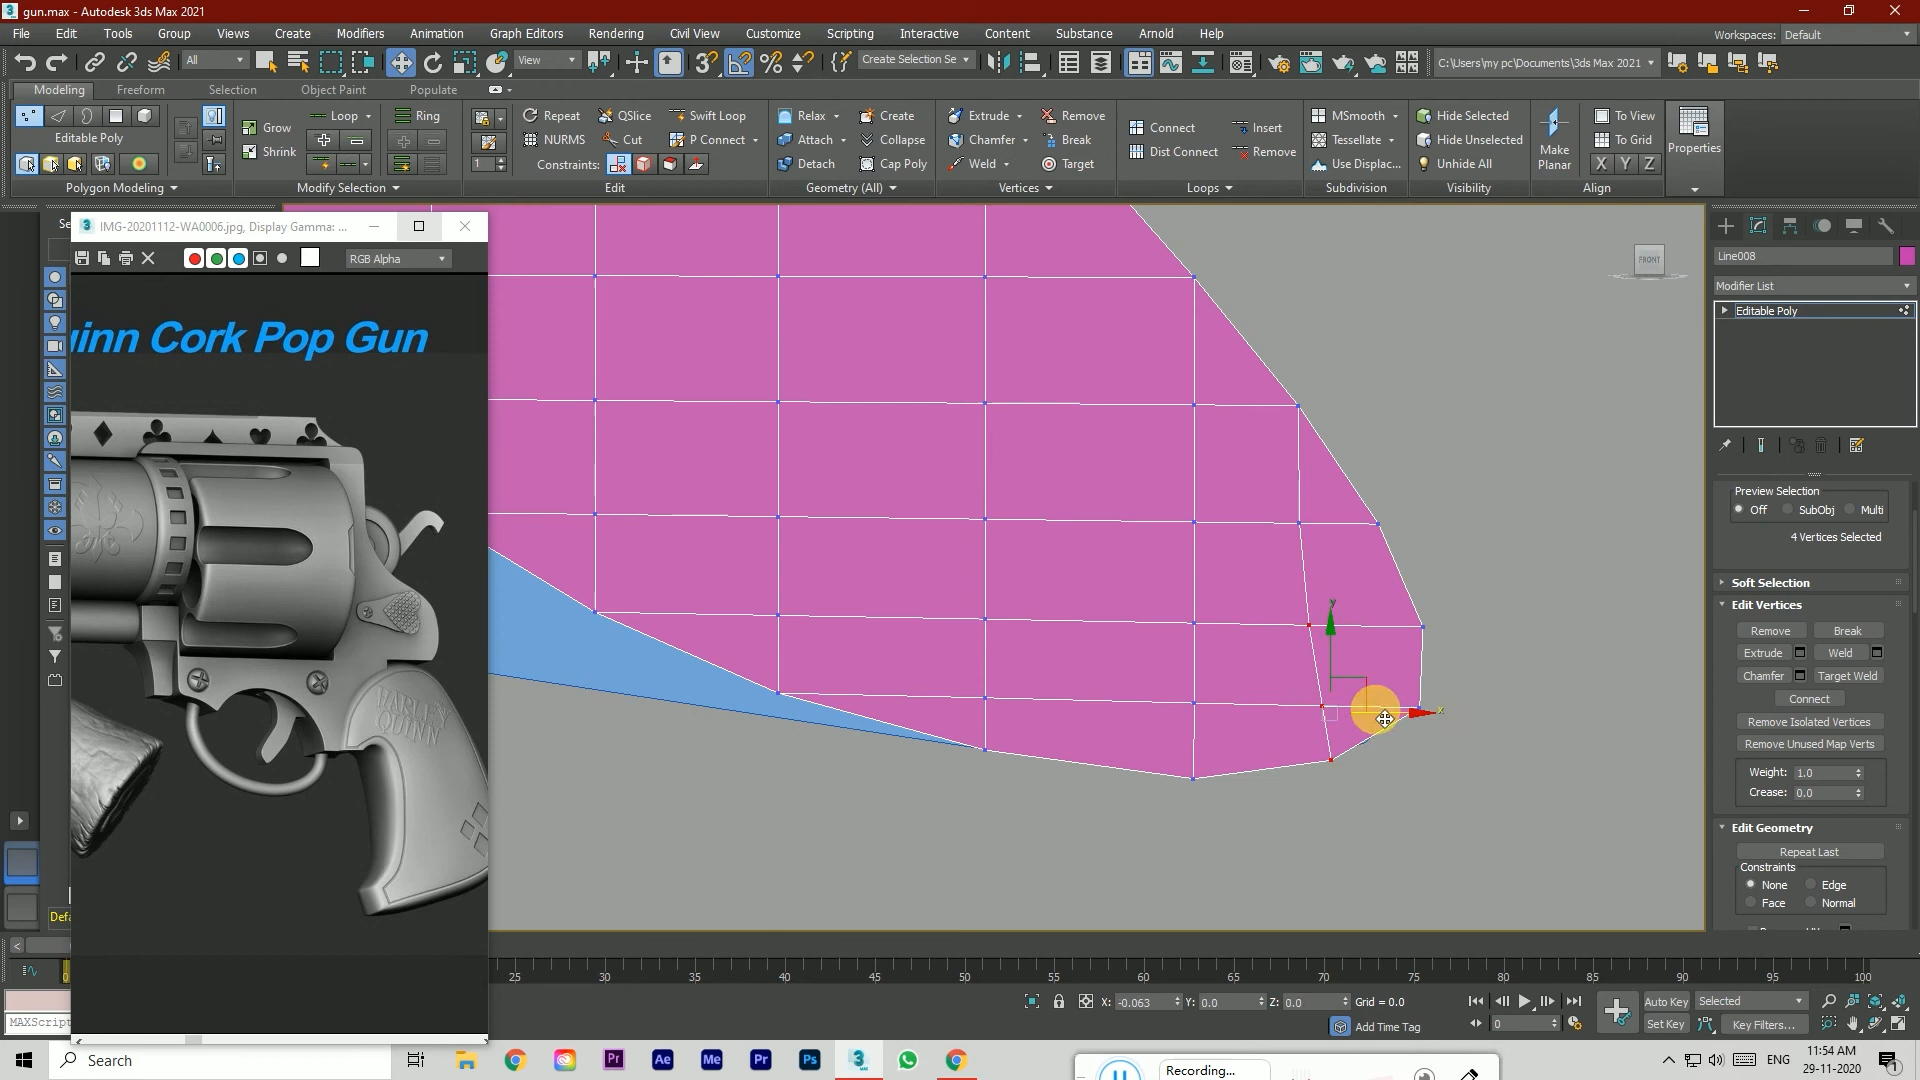 gun.max - Autodesk 3ds Max 2021
File Edit Tools Group Views Create Modifiers Animation Graph Editors Rendering Civil View Customize Scripting Interactive Content Substance Arnold Help
Workspaces: Default
All
View
Create Selection Se
C:\Users\my pc\Documents\3ds Max 2021
Modeling Freeform Selection Object Paint Populate
Editable Poly
Polygon Modeling
Grow
Shrink
Loop
Ring
Modify Selection
1
Repeat QSlice Swift Loop
NURMS Cut P Connect
Constraints:
Edit
Relax Create
Attach Collapse
Detach Cap Poly
Geometry (All)
Extrude Remove
Chamfer Break
Weld Target
Vertices
Connect Insert
Dist Connect Remove
Loops
MSmooth
Tessellate
Use Displac...
Subdivision
Hide Selected
Hide Unselected
Unhide All
Visibility
Make
Planar
To View
To Grid
X Y Z
Align
Properties
Se
IMG-20201112-WA0006.jpg, Display Gamma: ...
RGB Alpha
uinn Cork Pop Gun
HARLEY
QUINN
FRONT
y
x
Line008
Modifier List
Editable Poly
Preview Selection
Off SubObj Multi
4 Vertices Selected
Soft Selection
Edit Vertices
Remove Break
Extrude Weld
Chamfer Target Weld
Connect
Remove Isolated Vertices
Remove Unused Map Verts
Weight: 1.0
Crease: 0.0
Edit Geometry
Repeat Last
Constraints
None Edge
Face Normal
Defa
0 25 30 35 40 45 50 55 60 65 70 75 80 85 90 95 100
X: -0.063 Y: 0.0 Z: 0.0 Grid = 0.0
Add Time Tag
0
Auto Key Selected
Set Key Key Filters...
MAXScript
Search
Recording...
ENG
11:54 AM
29-11-2020
1